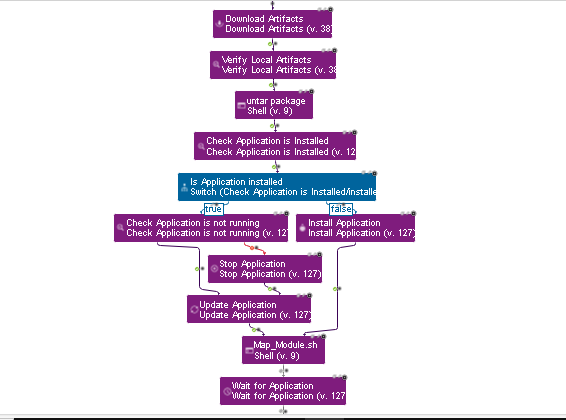 Download Artifacts
Download Artifacts (v. 38)
Verify Local Artifacts
Verify Local Artifacts (v. 38
untar package
Shell (v. 9)
Check Application is Installed
Check Application is Installed (v. 12
Is Application installed
Switch (Check Application is Installed/installe
true
false
Check Application is not running
Check Application is not running (v. 12
Install Application
Install Application (v. 127)
Stop Application
Stop Application (v. 127)
Update Application
Update Application (v. 127)
Map_Module.sh
Shell (v. 9)
Wait for Application
Wait for Application (v. 127